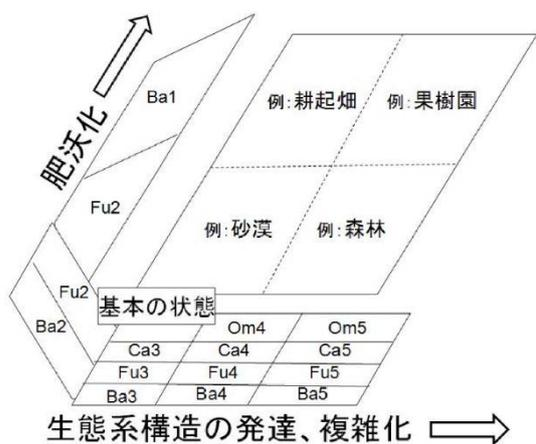 肥沃化
Ba1
Fu2
例:耕起畑 例:果樹園
例:砂漠 例:森林
Fu2
Ba2
基本の状態
Om4 Om5
Ca3 Ca4 Ca5
Fu3 Fu4 Fu5
Ba3 Ba4 Ba5
生態系構造の発達、複雑化